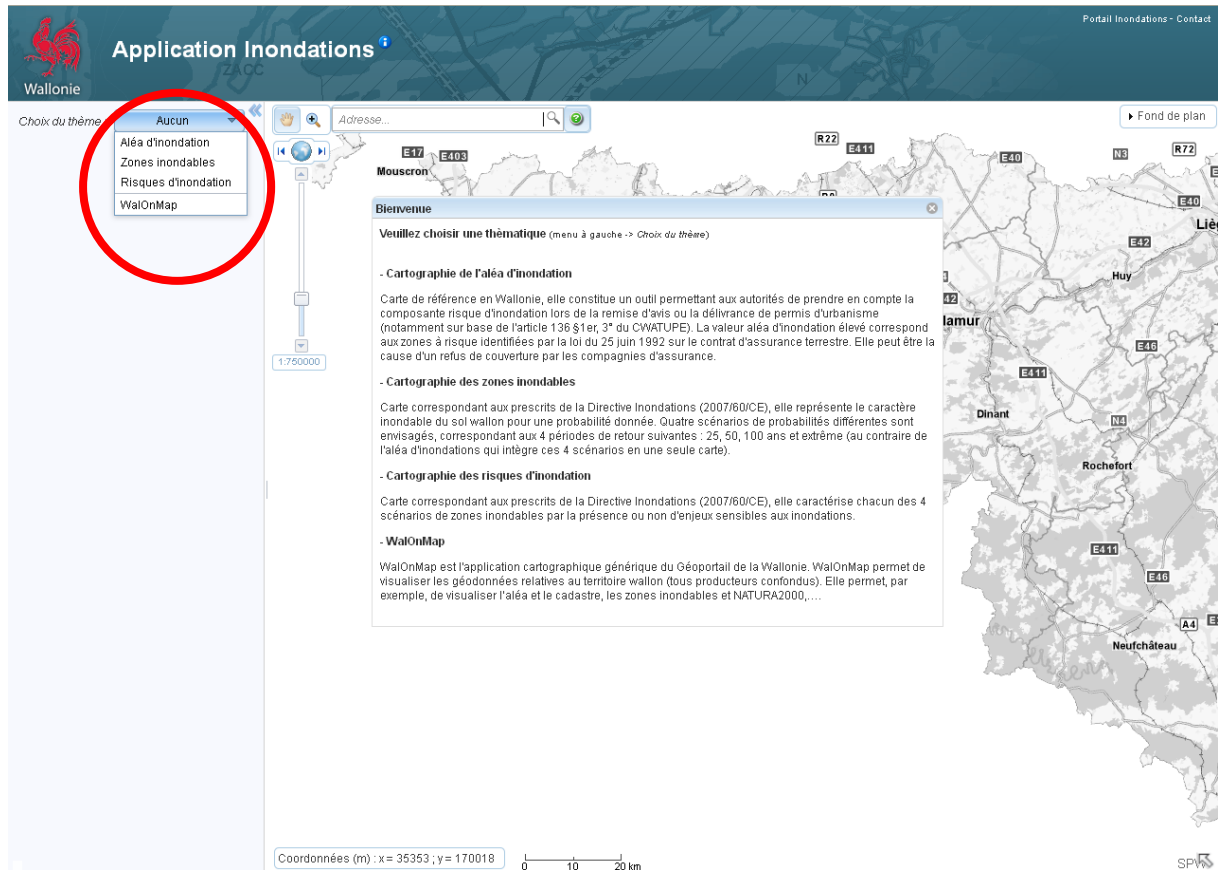 Portail Inondations - Contact
Application Inondations
i
ZACC
N
Wallonie
Choix du thème
Aucun
Aléa d'inondation
Zones inondables
Risques d'inondation
WalOnMap
Adresse...
Fond de plan
R22
E411
E17
E403
Mouscron
E40
N3
R72
E40
Liè
E42
Huy
42
lamur
E46
E411
Dinant
N4
Rochefort
E411
E46
A4
Neufchâteau
1:750000
Bienvenue
Veuillez choisir une thèmatique (menu à gauche -> Choix du thème)
- Cartographie de l'aléa d'inondation
Carte de référence en Wallonie, elle constitue un outil permettant aux autorités de prendre en compte la
composante risque d'inondation lors de la remise d'avis ou la délivrance de permis d'urbanisme
(notamment sur base de l'article 136 §1er, 3° du CWATUPE). La valeur aléa d'inondation élevé correspond
aux zones à risque identifiées par la loi du 25 juin 1992 sur le contrat d'assurance terrestre. Elle peut être la
cause d'un refus de couverture par les compagnies d'assurance.
- Cartographie des zones inondables
Carte correspondant aux prescrits de la Directive Inondations (2007/60/CE), elle représente le caractère
inondable du sol wallon pour une probabilité donnée. Quatre scénarios de probabilités différentes sont
envisagés, correspondant aux 4 périodes de retour suivantes : 25, 50, 100 ans et extrême (au contraire de
l'aléa d'inondations qui intègre ces 4 scénarios en une seule carte).
- Cartographie des risques d'inondation
Carte correspondant aux prescrits de la Directive Inondations (2007/60/CE), elle caractérise chacun des 4
scénarios de zones inondables par la présence ou non d'enjeux sensibles aux inondations.
- WalOnMap
WalOnMap est l'application cartographique générique du Géoportail de la Wallonie. WalOnMap permet de
visualiser les géodonnées relatives au territoire wallon (tous producteurs confondus). Elle permet, par
exemple, de visualiser l'aléa et le cadastre, les zones inondables et NATURA2000,....
Coordonnées (m) : x = 35353 ; y = 170018
0 10 20 km
SPW